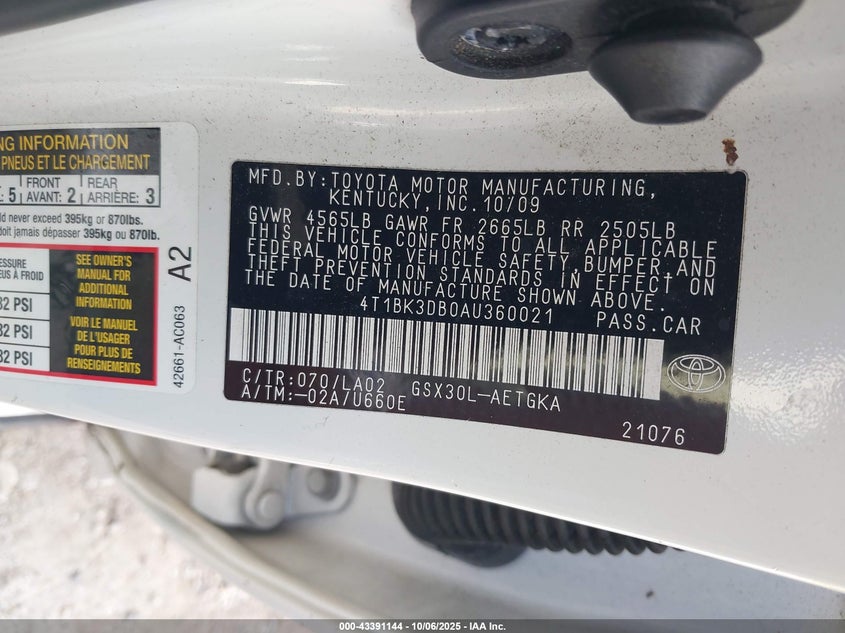 NG INFORMATION
PNEUS ET LE CHARGEMENT
5 FRONT AVANT: 2 REAR ARRIÈRE: 3
ld never exceed 395kg or 870lbs.
doit jamais dépasser 395kg ou 870lb.
RESSURE
EUS À FROID
32 PSI
32 PSI
32 PSI
SEE OWNER'S
MANUAL FOR
ADDITIONAL
INFORMATION
VOIR LE MANUEL
DE L'USAGER
POUR PLUS DE
RENSEIGNEMENTS
A2
42661-AC063
MFD.BY:TOYOTA MOTOR MANUFACTURING,
KENTUCKY,INC.10/09
GVWR 4565LB GAWR FR 2665LB RR 2505LB
THIS VEHICLE CONFORMS TO ALL APPLICABLE
FEDERAL MOTOR VEHICLE SAFETY,BUMPER,AND
THEFT PREVENTION STANDARDS IN EFFECT ON
THE DATE OF MANUFACTURE SHOWN ABOVE.
4T1BK3DB0AU360021 PASS.CAR
C/TR:070/LA02 GSX30L-AETGKA
A/TM:-02A/U660E
21076
000-43391144 - 10/06/2025 - IAA Inc.